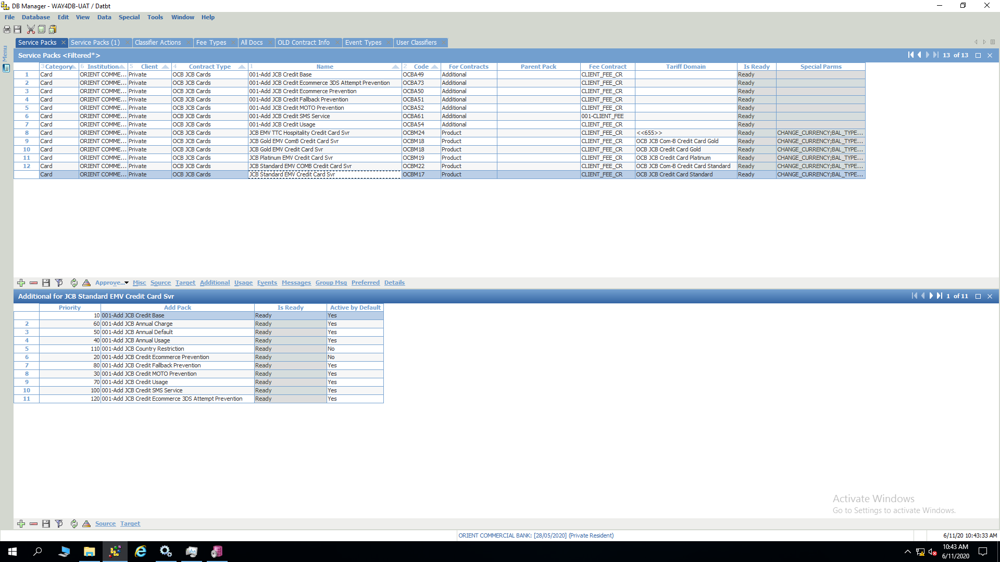 DB Manager - WAY4DB-UAT / Datbt
File Database Edit View Data Special Tools Window Help
Service Packs Service Packs (1) Classifier Actions Fee Types All Docs OLD Contract Info Event Types User Classifiers
Menu
Service Packs <Filtered*> 13 of 13
3 Category 6 Institution 5 Client 4 Contract Type 1 Name 2 Code For Contracts Parent Pack Fee Contract Tariff Domain Is Ready Special Parms
1 Card ORIENT COMME... Private OCB JCB Cards 001-Add JCB Credit Base OCBA49 Additional CLIENT_FEE_CR Ready
2 Card ORIENT COMME... Private OCB JCB Cards 001-Add JCB Credit Ecommerce 3DS Attempt Prevention OCBA73 Additional CLIENT_FEE_CR Ready
3 Card ORIENT COMME... Private OCB JCB Cards 001-Add JCB Credit Ecommerce Prevention OCBA50 Additional CLIENT_FEE_CR Ready
4 Card ORIENT COMME... Private OCB JCB Cards 001-Add JCB Credit Fallback Prevention OCBA51 Additional CLIENT_FEE_CR Ready
5 Card ORIENT COMME... Private OCB JCB Cards 001-Add JCB Credit MOTO Prevention OCBA52 Additional CLIENT_FEE_CR Ready
6 Card ORIENT COMME... Private OCB JCB Cards 001-Add JCB Credit SMS Service OCBA61 Additional 001-CLIENT_FEE Ready
7 Card ORIENT COMME... Private OCB JCB Cards 001-Add JCB Credit Usage OCBA54 Additional CLIENT_FEE_CR Ready
8 Card ORIENT COMME... Private OCB JCB Cards JCB EMV TTC Hospitality Credit Card Svr OCBM24 Product CLIENT_FEE_CR <<655>> Ready CHANGE_CURRENCY;BAL_TYPE...
9 Card ORIENT COMME... Private OCB JCB Cards JCB Gold EMV ComB Credit Card Svr OCBM18 Product CLIENT_FEE_CR OCB JCB Com-B Credit Card Gold Ready CHANGE_CURRENCY;BAL_TYPE...
10 Card ORIENT COMME... Private OCB JCB Cards JCB Gold EMV Credit Card Svr OCBM18 Product CLIENT_FEE_CR OCB JCB Credit Card Gold Ready CHANGE_CURRENCY;BAL_TYPE...
11 Card ORIENT COMME... Private OCB JCB Cards JCB Platinum EMV Credit Card Svr OCBM19 Product CLIENT_FEE_CR OCB JCB Credit Card Platinum Ready CHANGE_CURRENCY;BAL_TYPE...
12 Card ORIENT COMME... Private OCB JCB Cards JCB Standard EMV COMB Credit Card Svr OCBM22 Product CLIENT_FEE_CR OCB JCB Com-B Credit Card Standard Ready CHANGE_CURRENCY;BAL_TYPE...
Card ORIENT COMME... Private OCB JCB Cards JCB Standard EMV Credit Card Svr OCBM17 Product CLIENT_FEE_CR OCB JCB Credit Card Standard Ready CHANGE_CURRENCY;BAL_TYPE...
Approve... Misc Source Target Additional Usage Events Messages Group Msg Preferred Details
Additional for JCB Standard EMV Credit Card Svr 1 of 11
Priority Add Pack Is Ready Active by Default
10 001-Add JCB Credit Base Ready Yes
2 60 001-Add JCB Annual Charge Ready Yes
3 50 001-Add JCB Annual Default Ready Yes
4 40 001-Add JCB Annual Usage Ready Yes
5 110 001-Add JCB Country Restriction Ready No
6 20 001-Add JCB Credit Ecommerce Prevention Ready No
7 80 001-Add JCB Credit Fallback Prevention Ready Yes
8 30 001-Add JCB Credit MOTO Prevention Ready Yes
9 70 001-Add JCB Credit Usage Ready Yes
10 100 001-Add JCB Credit SMS Service Ready Yes
11 120 001-Add JCB Credit Ecommerce 3DS Attempt Prevention Ready Yes
Activate Windows
Go to Settings to activate Windows.
Source Target
ORIENT COMMERCIAL BANK: [28/05/2020] (Private Resident) 6/11/20 10:43:33 AM
10:43 AM
6/11/2020